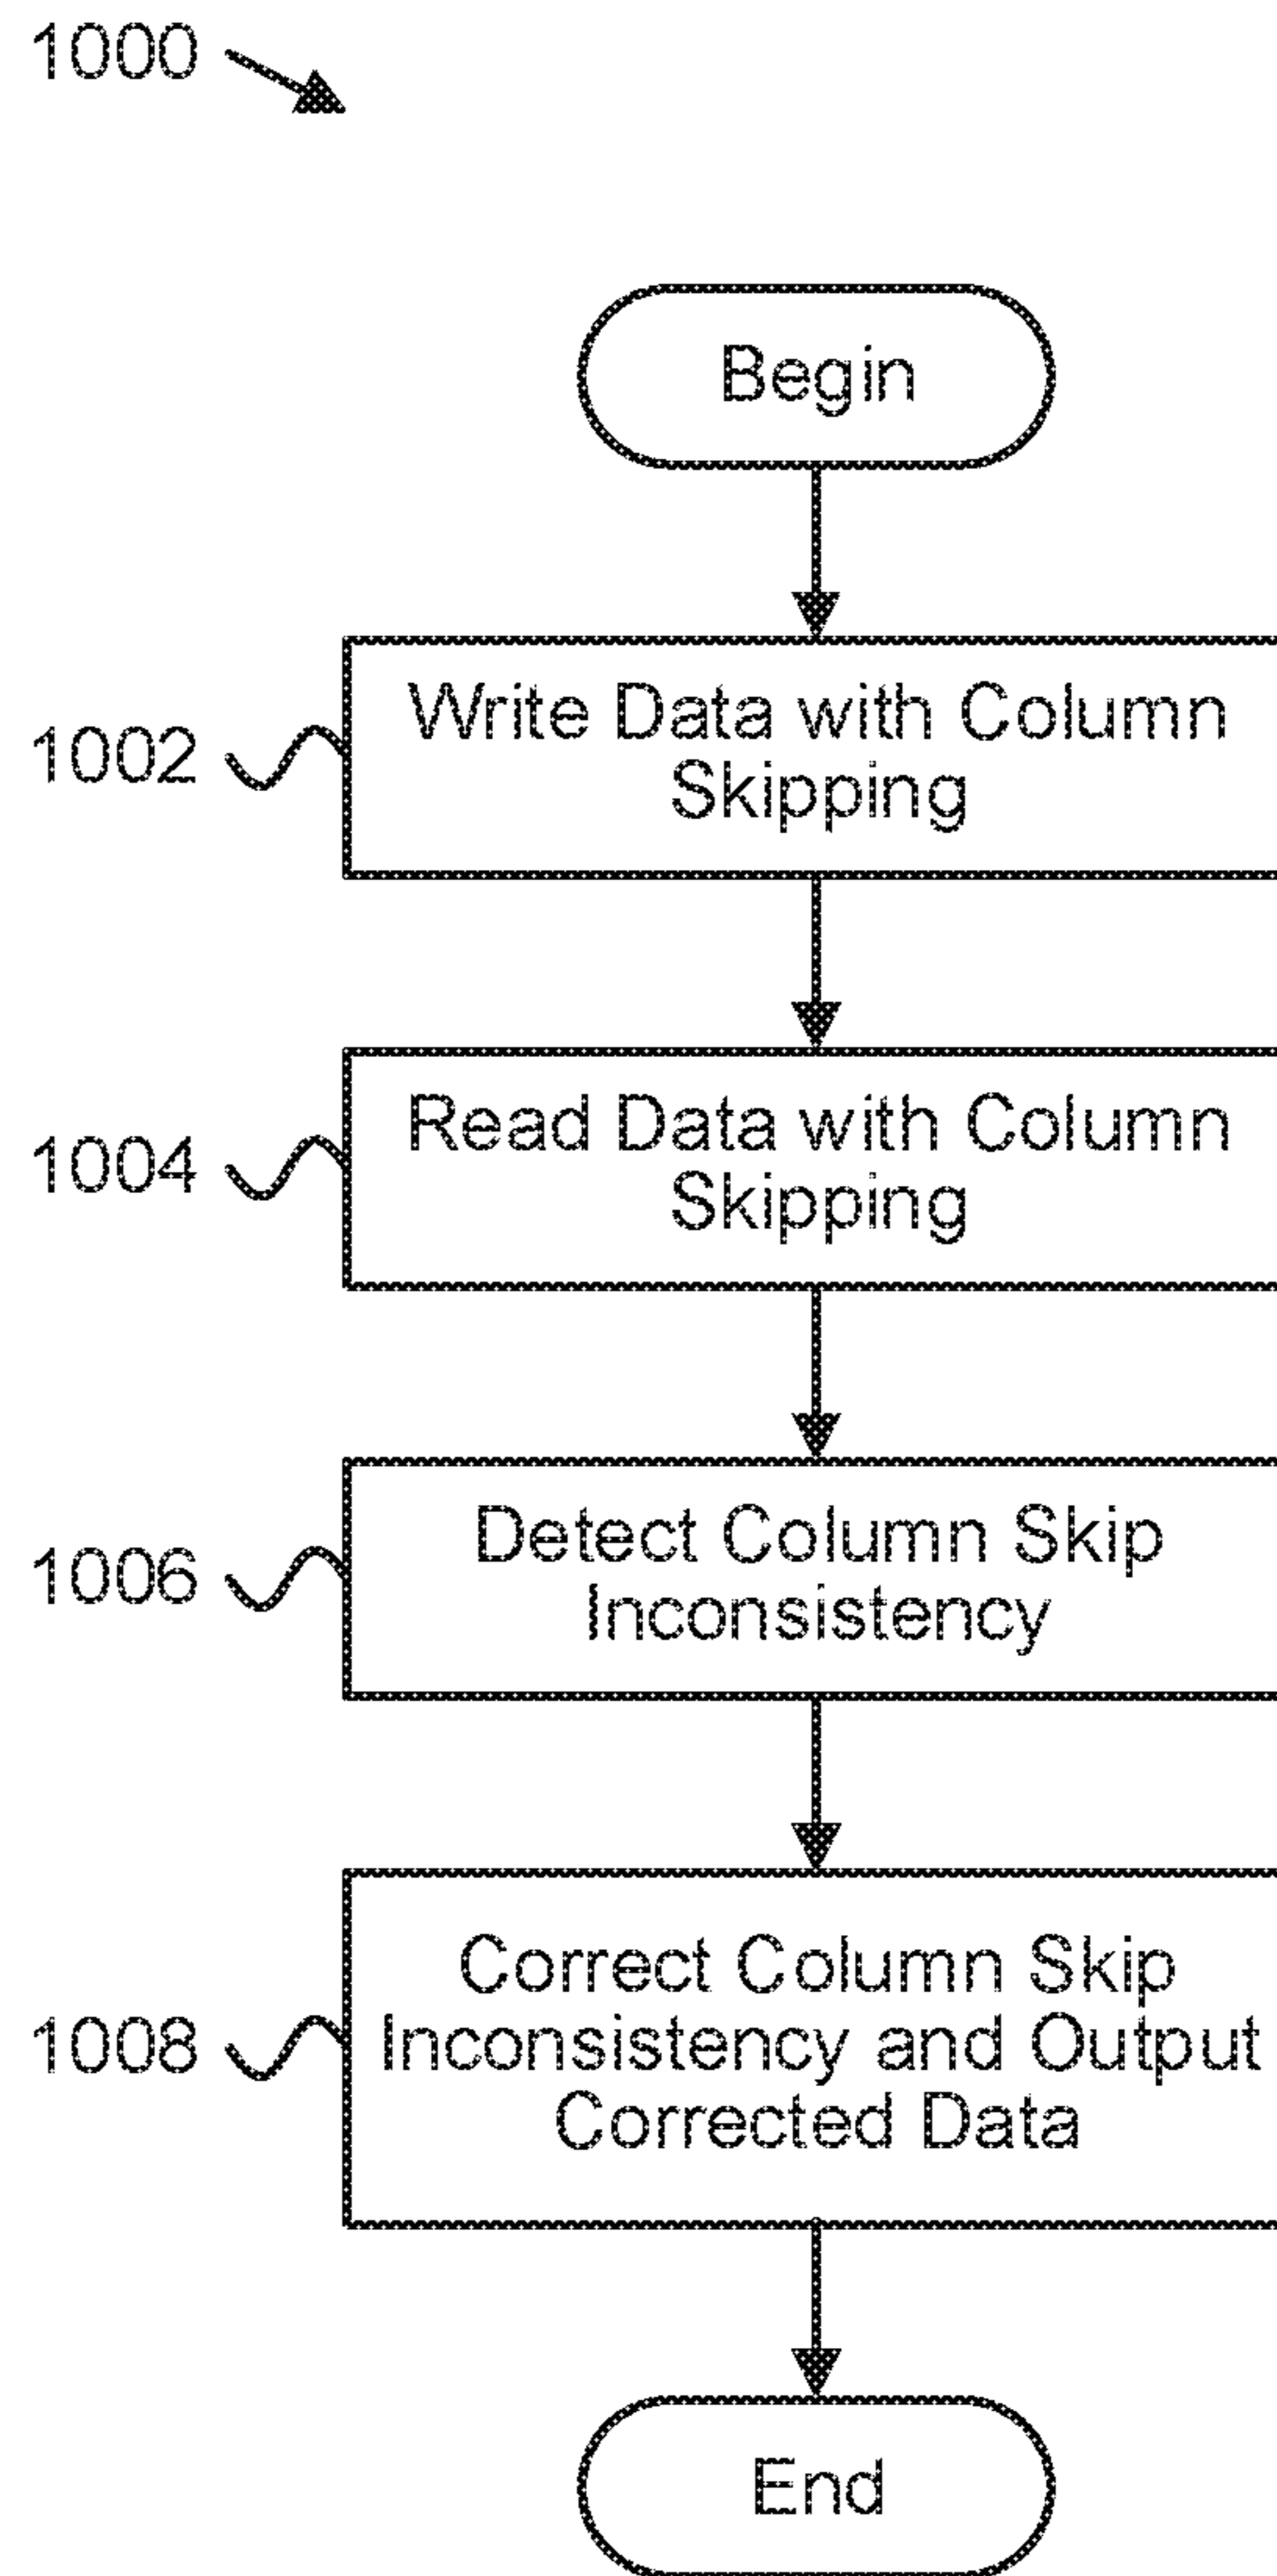 1000
Begin
1002
Write Data with Column
Skipping
1004
Read Data with Column
Skipping
1006
Detect Column Skip
Inconsistency
1008
Correct Column Skip
Inconsistency and Output
Corrected Data
End